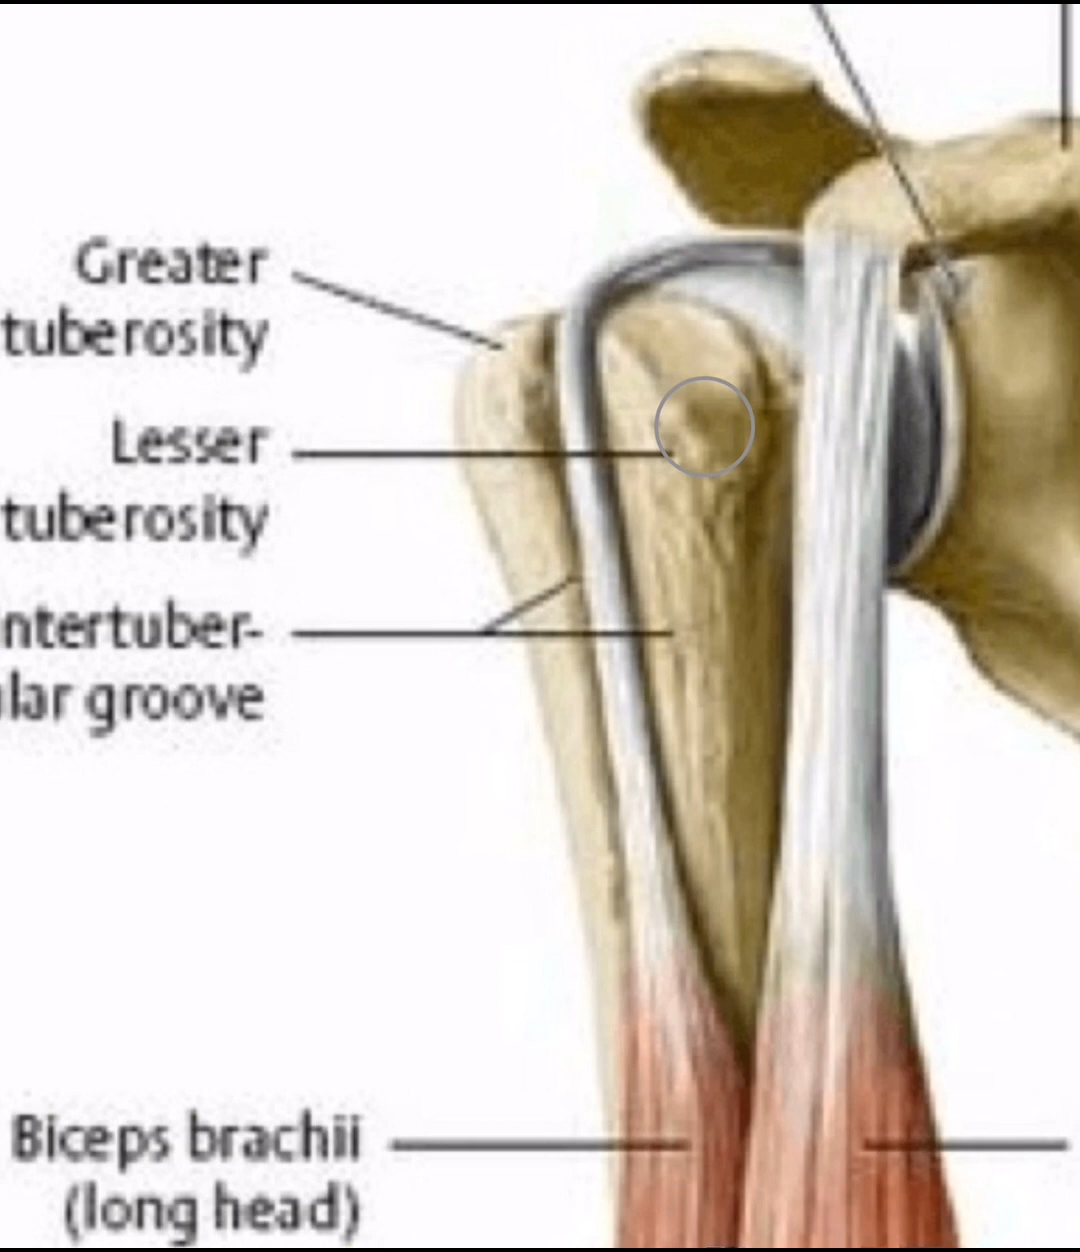 Greater
tuberosity
Lesser
tuberosity
ntertuber-
lar groove
Biceps brachii
(long head)